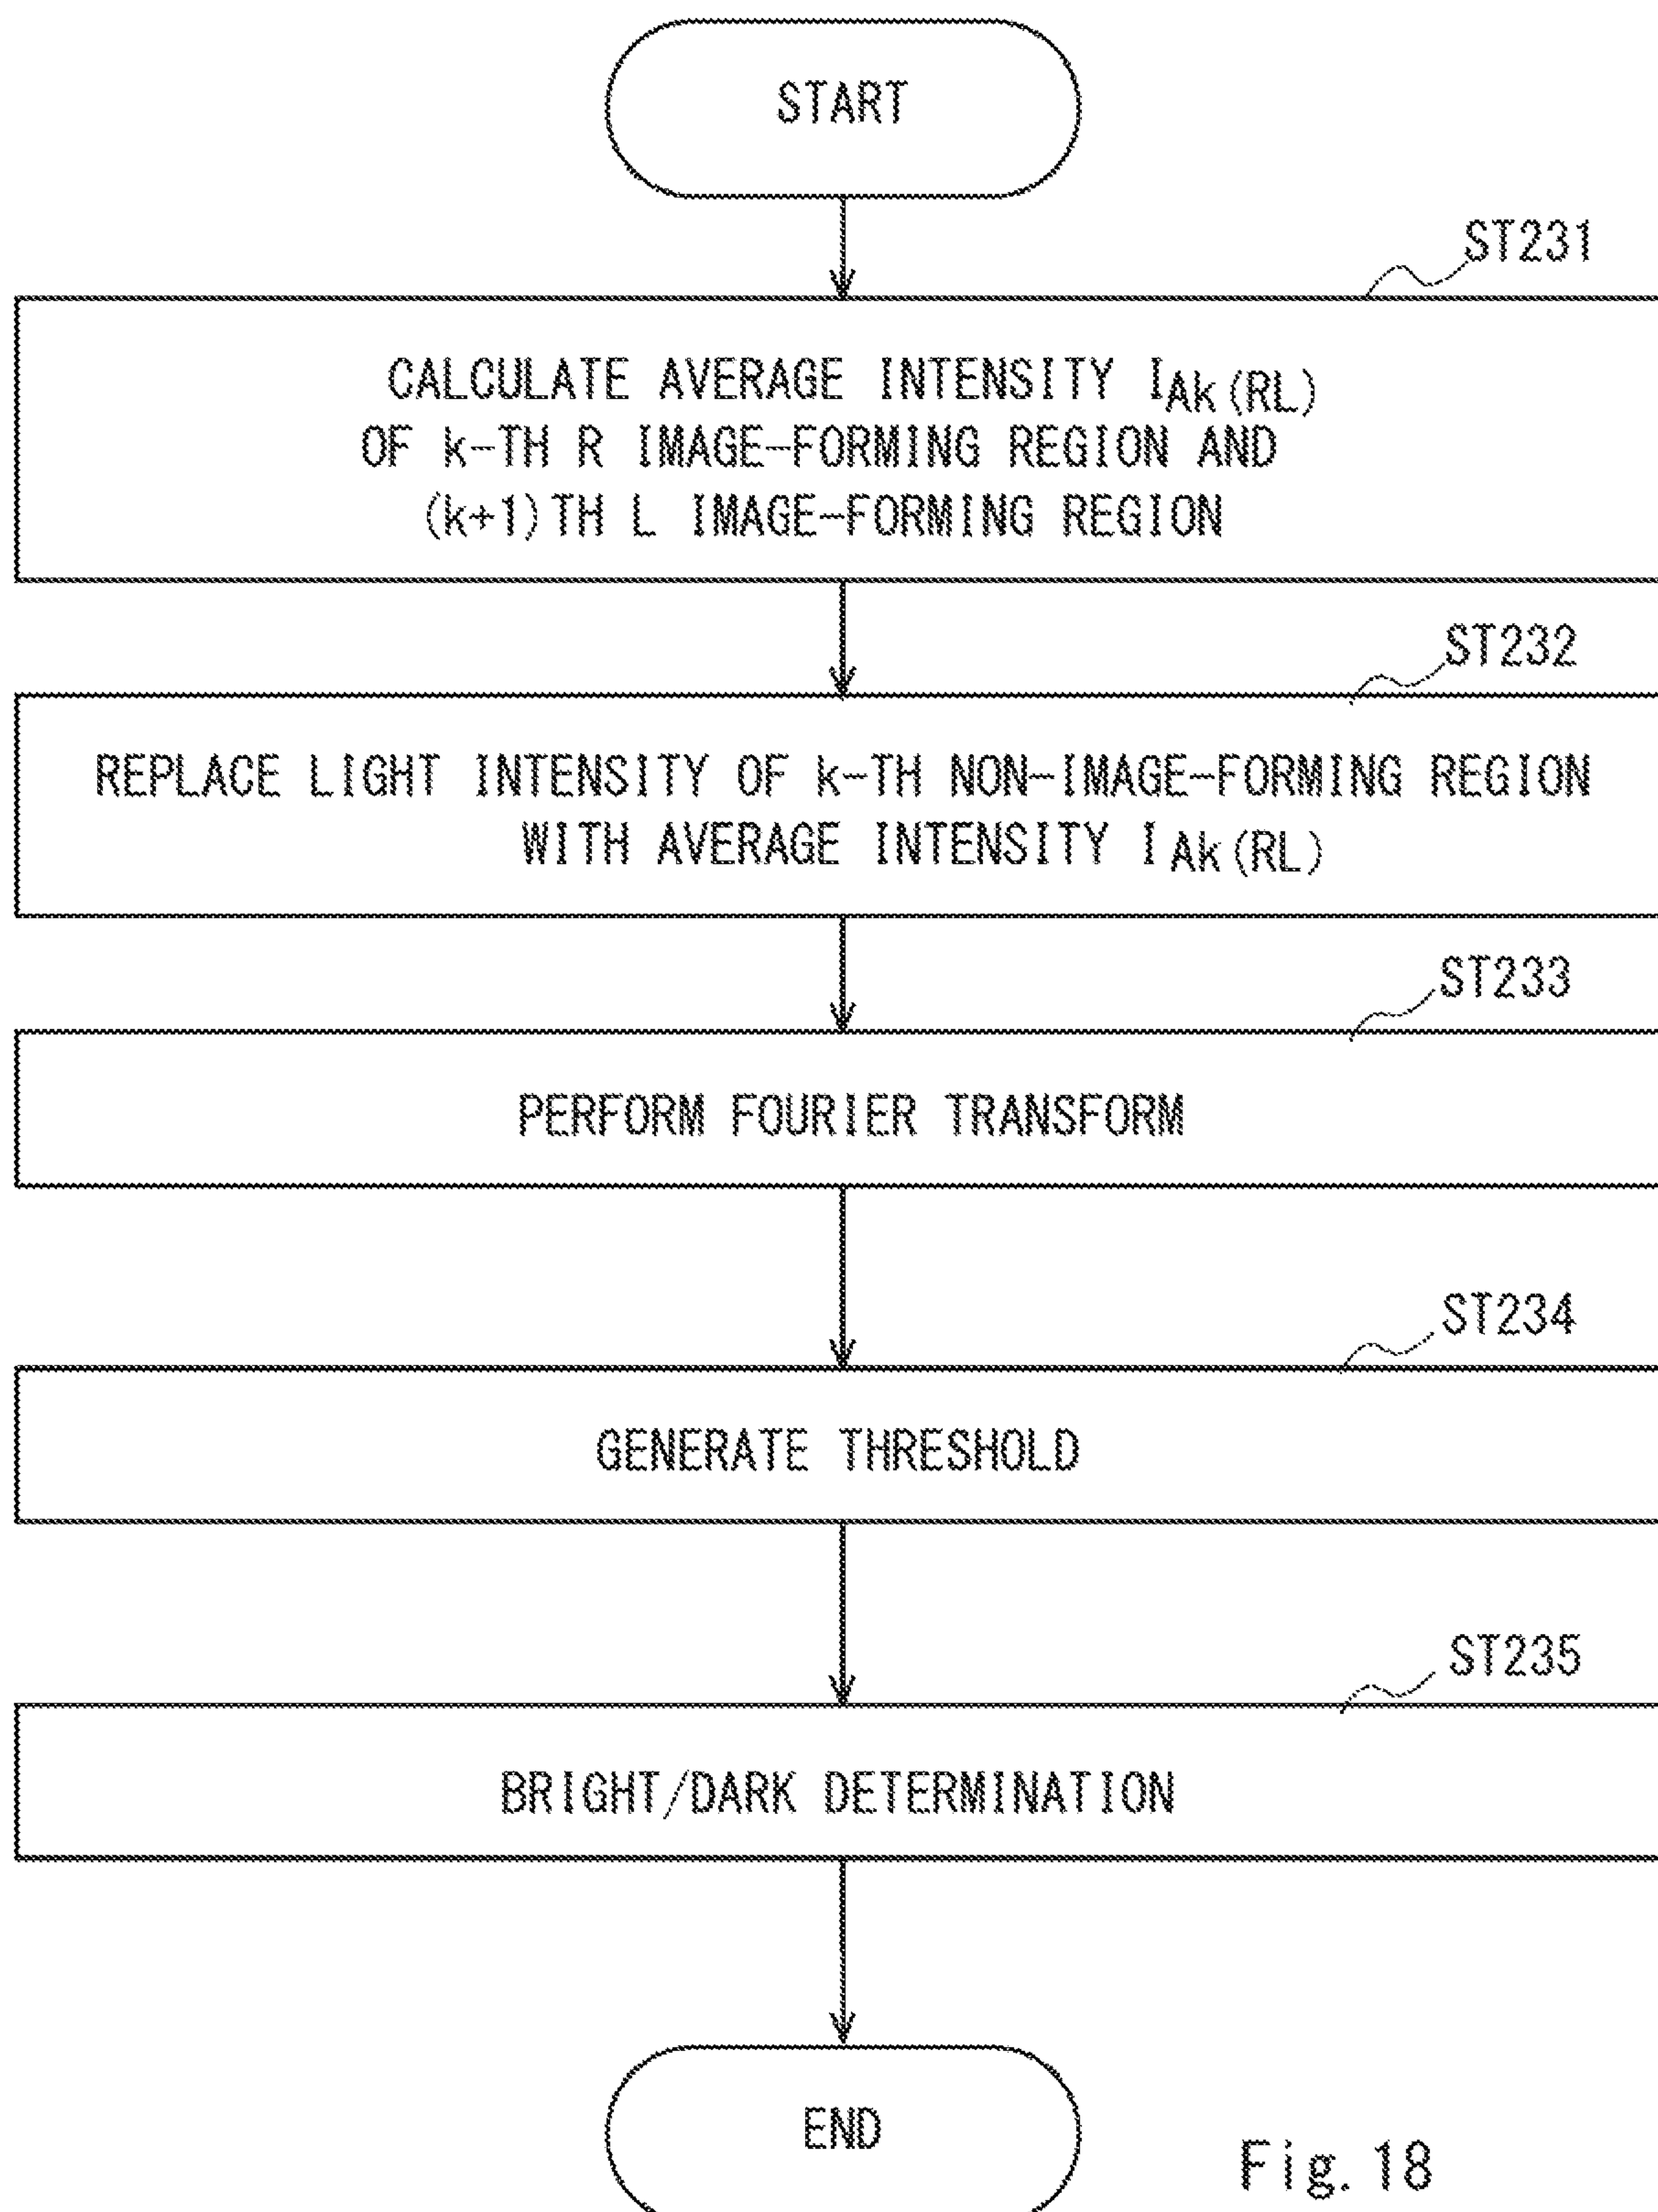 START
ST231
CALCULATE AVERAGE INTENSITY IAk(RL)
OF k-TH R IMAGE-FORMING REGION AND
(k+1)TH L IMAGE-FORMING REGION
ST232
REPLACE LIGHT INTENSITY OF k-TH NON-IMAGE-FORMING REGION
WITH AVERAGE INTENSITY IAk(RL)
ST233
PERFORM FOURIER TRANSFORM
ST234
GENERATE THRESHOLD
ST235
BRIGHT/DARK DETERMINATION
END
Fig.18